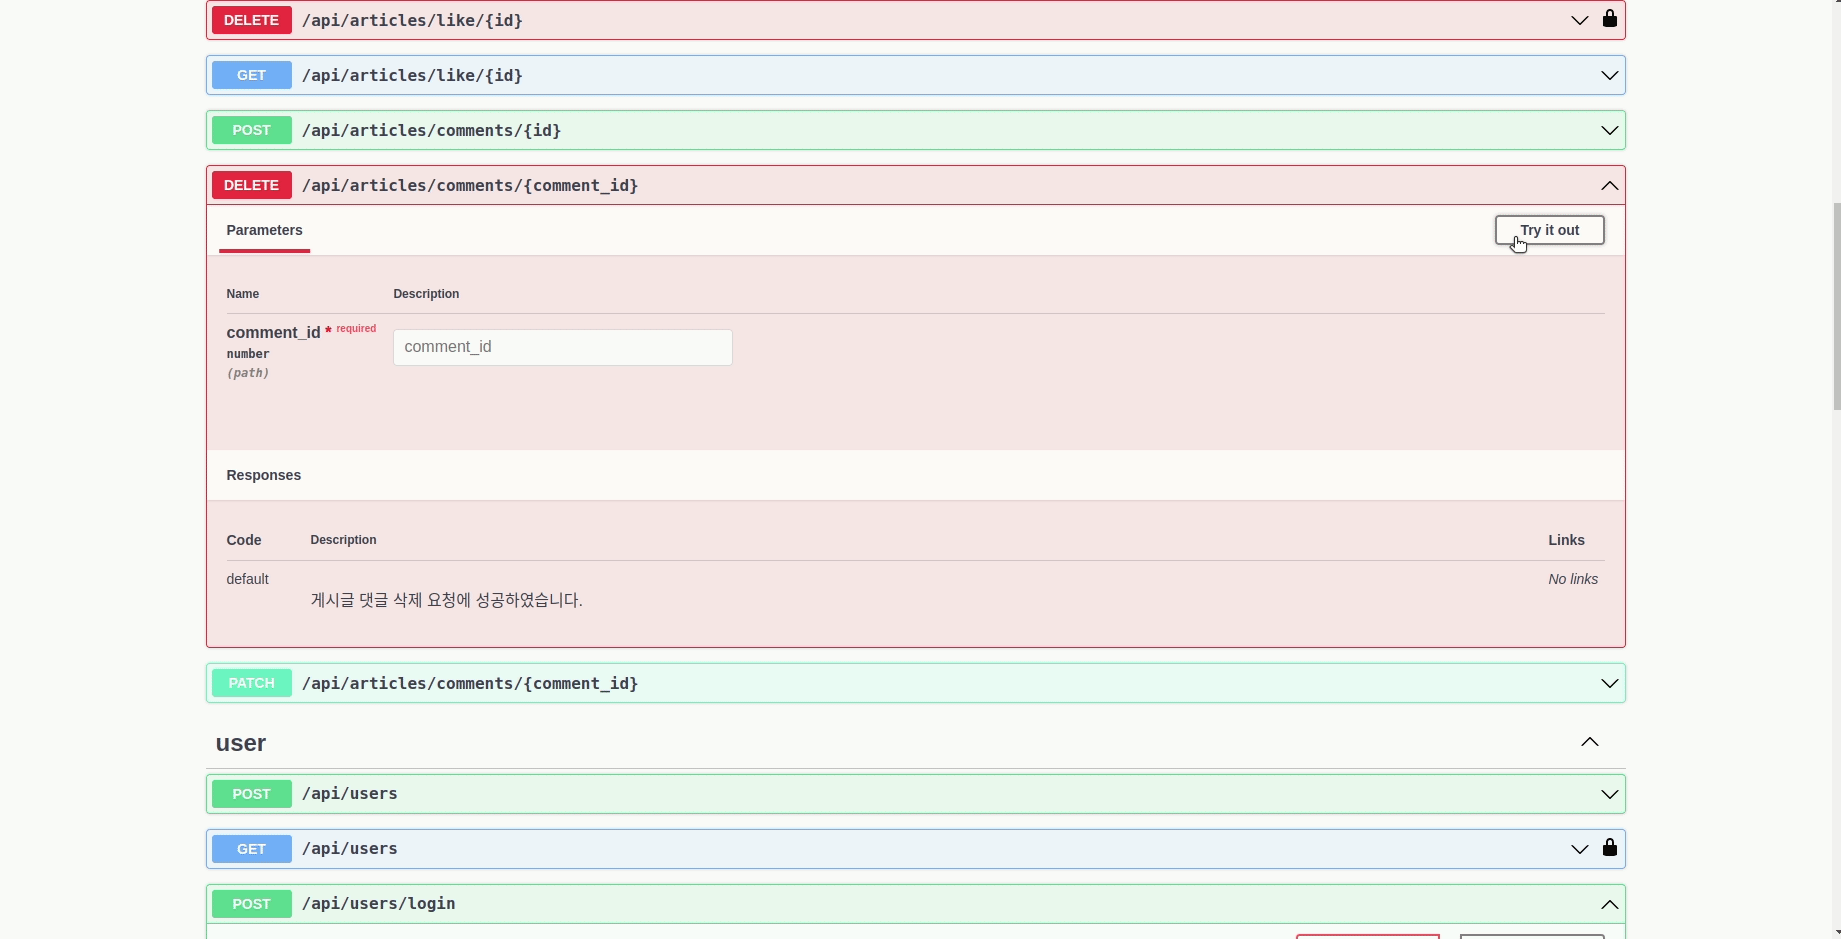 DELETE /api/articles/like/{id}
GET /api/articles/like/{id}
POST /api/articles/comments/{id}
DELETE /api/articles/comments/{comment_id}
Parameters Try it out
Name Description
comment_id * required comment_id
number
(path)
Responses
Code Description Links
default No links
게시글 댓글 삭제 요청에 성공하였습니다.
PATCH /api/articles/comments/{comment_id}
user
POST /api/users
GET /api/users
POST /api/users/login